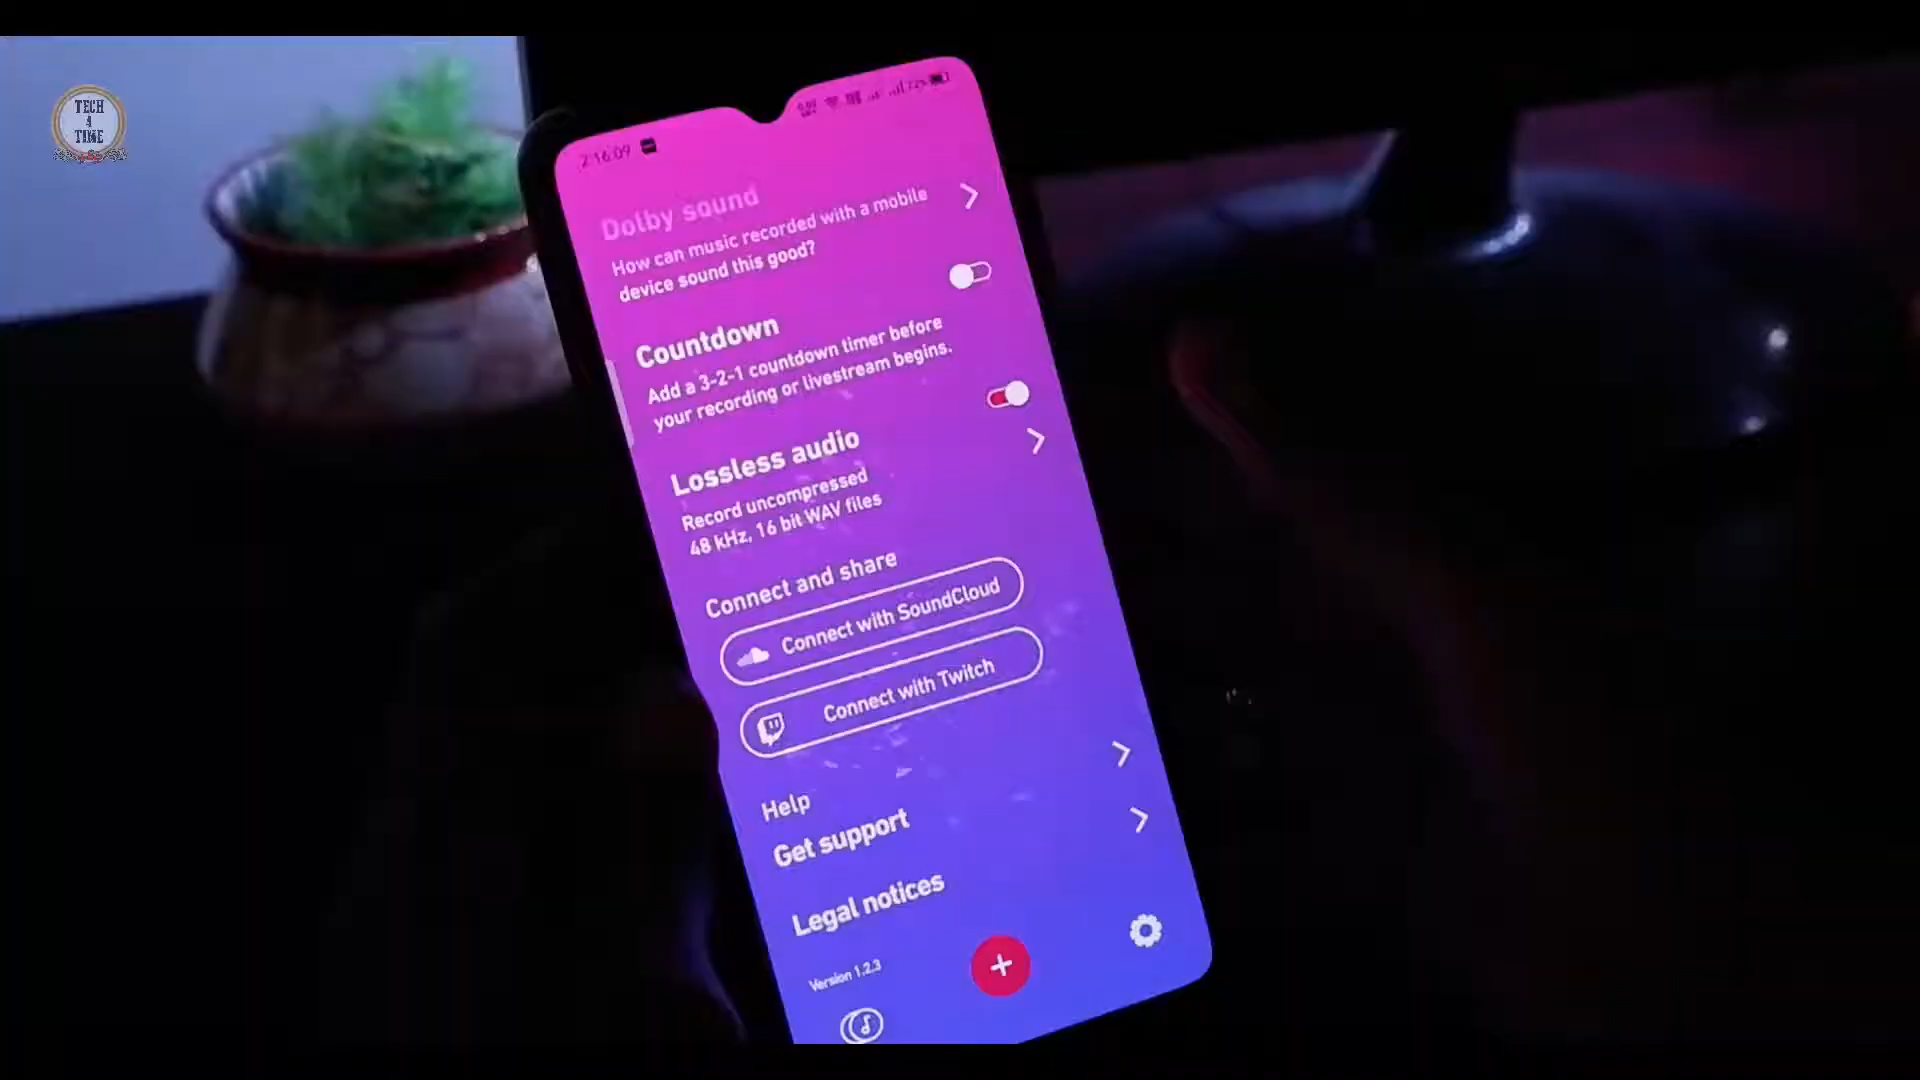 TECH
4
TIME
2:16:09
72%
Dolby sound
How can music recorded with a mobile
device sound this good?
Countdown
Add a 3-2-1 countdown timer before
your recording or livestream begins.
Lossless audio
Record uncompressed
48 kHz, 16 bit WAV files
Connect and share
Connect with SoundCloud
Connect with Twitch
Help
Get support
Legal notices
Version 1.2.3